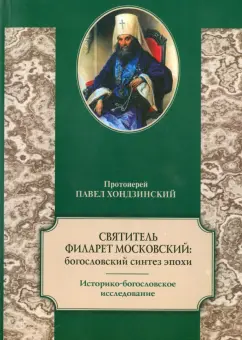 Протоиерей
ПАВЕЛ ХОНДЗИНСКИЙ
СВЯТИТЕЛЬ
ФИЛАРЕТ МОСКОВСКИЙ:
богословский синтез эпохи
Историко-богословское
исследование